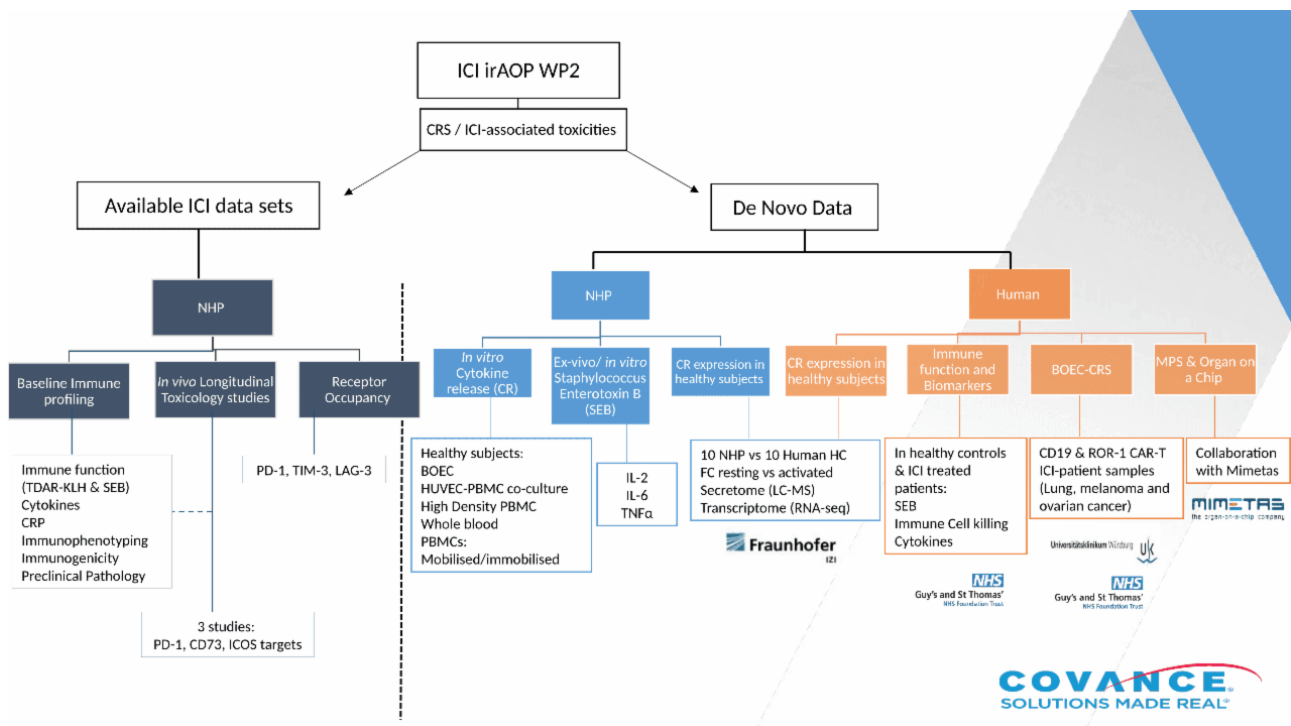 ICI irAOP WP2
CRS / ICI-associated toxicities
Available ICI data sets
De Novo Data
NHP
NHP
Human
Baseline Immune
profiling
In vivo Longitudinal
Toxicology studies
Receptor
Occupancy
In vitro
Cytokine
release (CR)
Ex-vivo/ in vitro
Staphylococcus
Enterotoxin B
(SEB)
CR expression in
healthy subjects
CR expression in
healthy subjects
Immune
function and
Biomarkers
BOEC-CRS
MPS & Organ on
a Chip
Immune function
(TDAR-KLH & SEB)
Cytokines
CRP
Immunophenotyping
Immunogenicity
Preclinical Pathology
PD-1, TIM-3, LAG-3
3 studies:
PD-1, CD73, ICOS targets
Healthy subjects:
BOEC
HUVEC-PBMC co-culture
High Density PBMC
Whole blood
PBMCs:
Mobilised/immobilised
IL-2
IL-6
TNFα
10 NHP vs 10 Human HC
FC resting vs activated
Secretome (LC-MS)
Transcriptome (RNA-seq)
Fraunhofer
IZI
In healthy controls
& ICI treated
patients:
SEB
Immune Cell killing
Cytokines
NHS
Guy's and St Thomas'
NHS Foundation Trust
CD19 & ROR-1 CAR-T
ICI-patient samples
(Lung, melanoma and
ovarian cancer)
Universitätsklinikum Würzburg
UK
NHS
Guy's and St Thomas'
NHS Foundation Trust
Collaboration
with Mimetas
MIMETAS
the organ-on-a-chip company
COVANCE
SOLUTIONS MADE REAL®